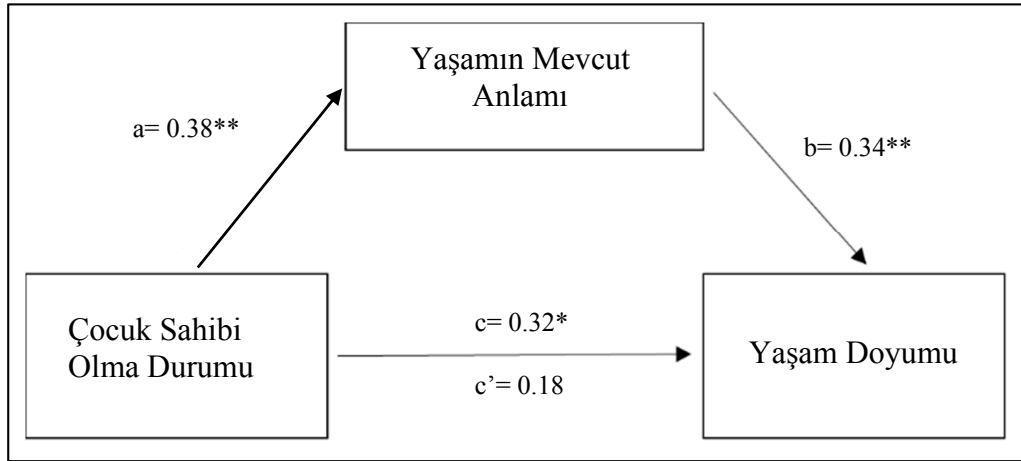 Yaşamın Mevcut
Anlamı
a= 0.38**
b= 0.34**
Çocuk Sahibi
Olma Durumu
c= 0.32*
c’= 0.18
Yaşam Doyumu